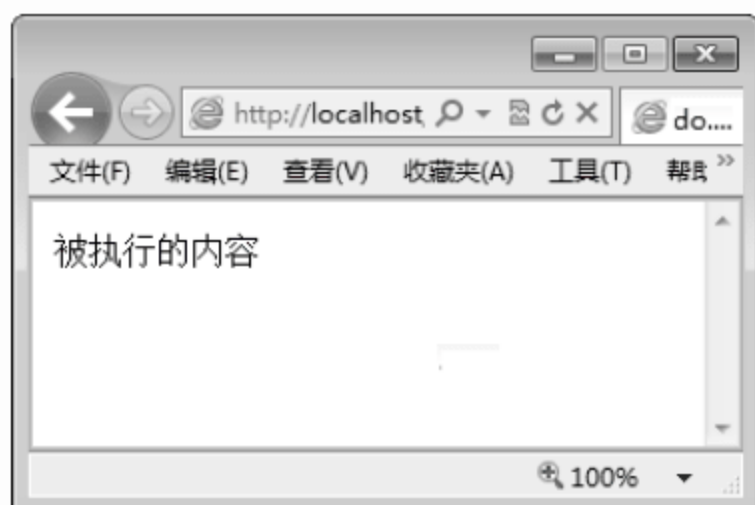 http://localhost
do....
文件(F) 编辑(E) 查看(V) 收藏夹(A) 工具(T) 帮 »
被执行的内容
100%